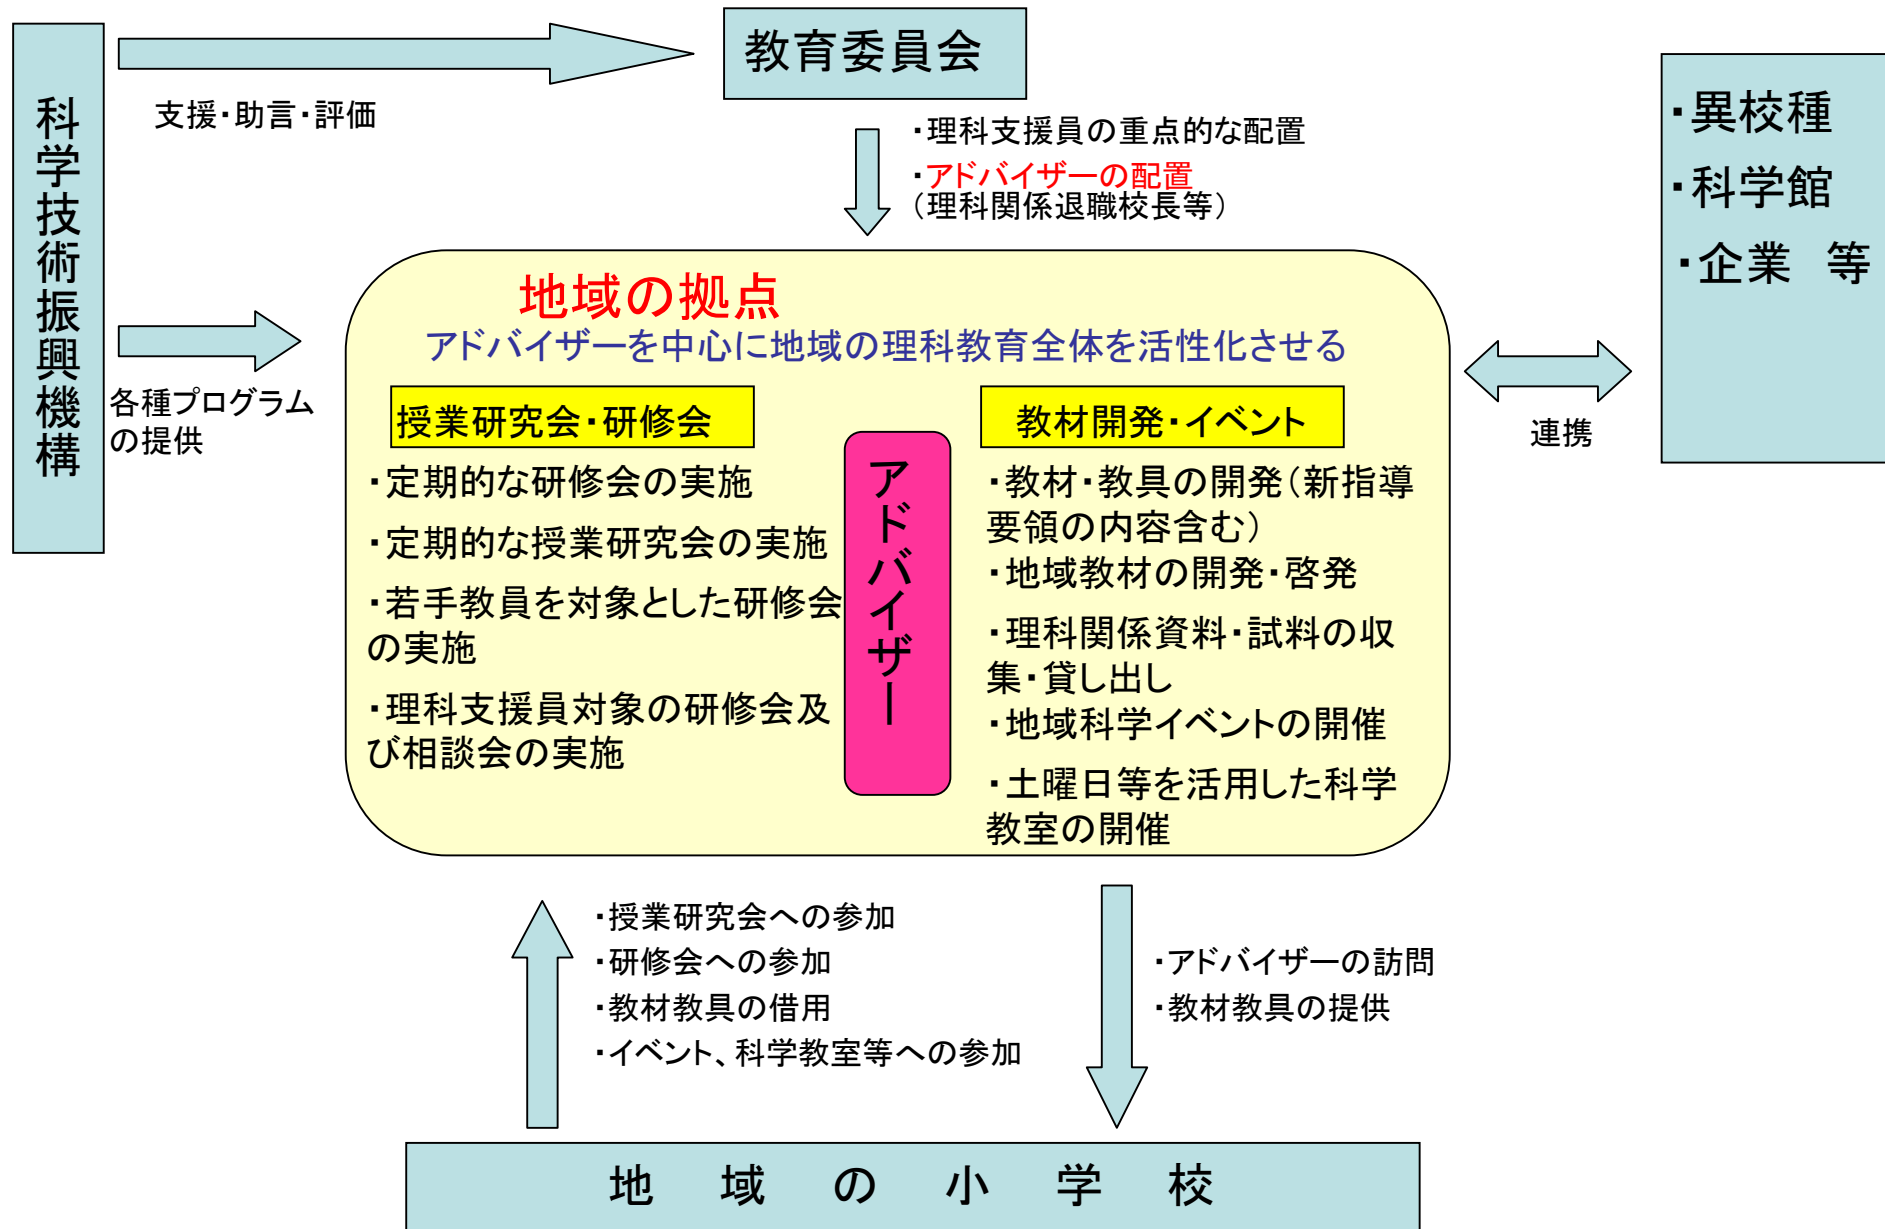 科学技術振興機構
支援・助言・評価
教育委員会
・理科支援員の重点的な配置
・アドバイザーの配置
(理科関係退職校長等)
・異校種
・科学館
・企業 等
各種プログラム
の提供
連携
地域の拠点
アドバイザーを中心に地域の理科教育全体を活性化させる
授業研究会・研修会
・定期的な研修会の実施
・定期的な授業研究会の実施
・若手教員を対象とした研修会
の実施
・理科支援員対象の研修会及
び相談会の実施
アドバイザー
教材開発・イベント
・教材・教具の開発(新指導
要領の内容含む)
・地域教材の開発・啓発
・理科関係資料・試料の収
集・貸し出し
・地域科学イベントの開催
・土曜日等を活用した科学
教室の開催
・授業研究会への参加
・研修会への参加
・教材教具の借用
・イベント、科学教室等への参加
・アドバイザーの訪問
・教材教具の提供
地 域 の 小 学 校